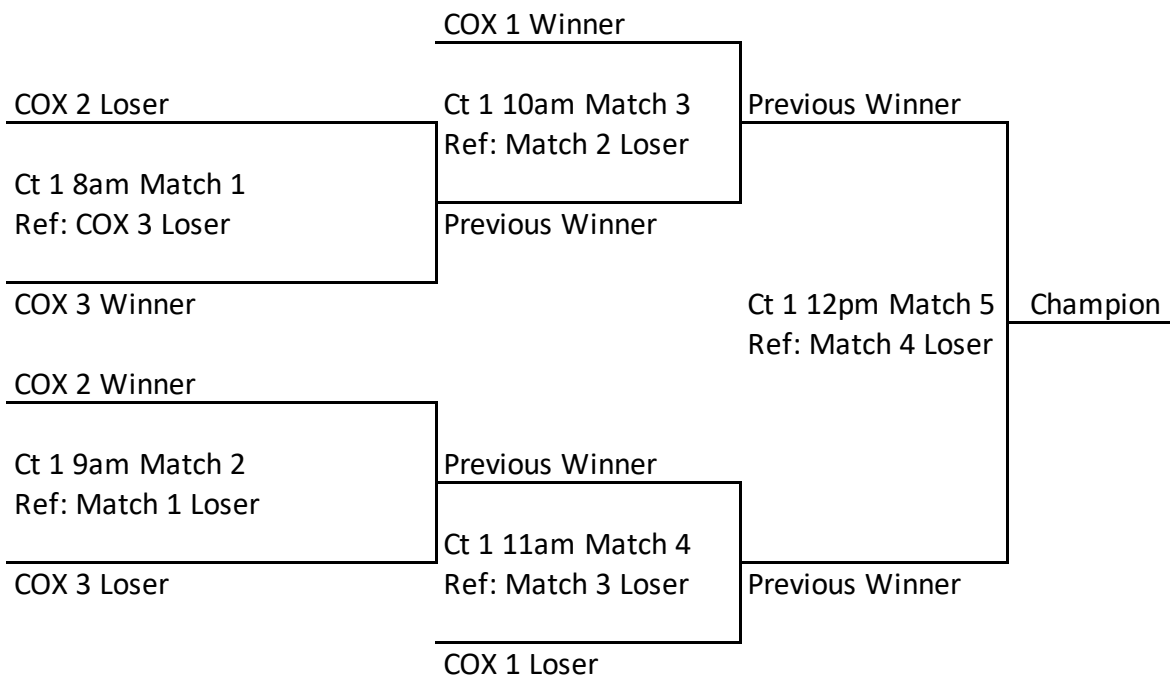 COX 1 Winner
COX 2 Loser
Ct 1 10am Match 3
Ref: Match 2 Loser
Previous Winner
Ct 1 8am Match 1
Ref: COX 3 Loser
Previous Winner
COX 3 Winner
Ct 1 12pm Match 5
Ref: Match 4 Loser
Champion
COX 2 Winner
Ct 1 9am Match 2
Ref: Match 1 Loser
Previous Winner
Ct 1 11am Match 4
Ref: Match 3 Loser
COX 3 Loser
Previous Winner
COX 1 Loser